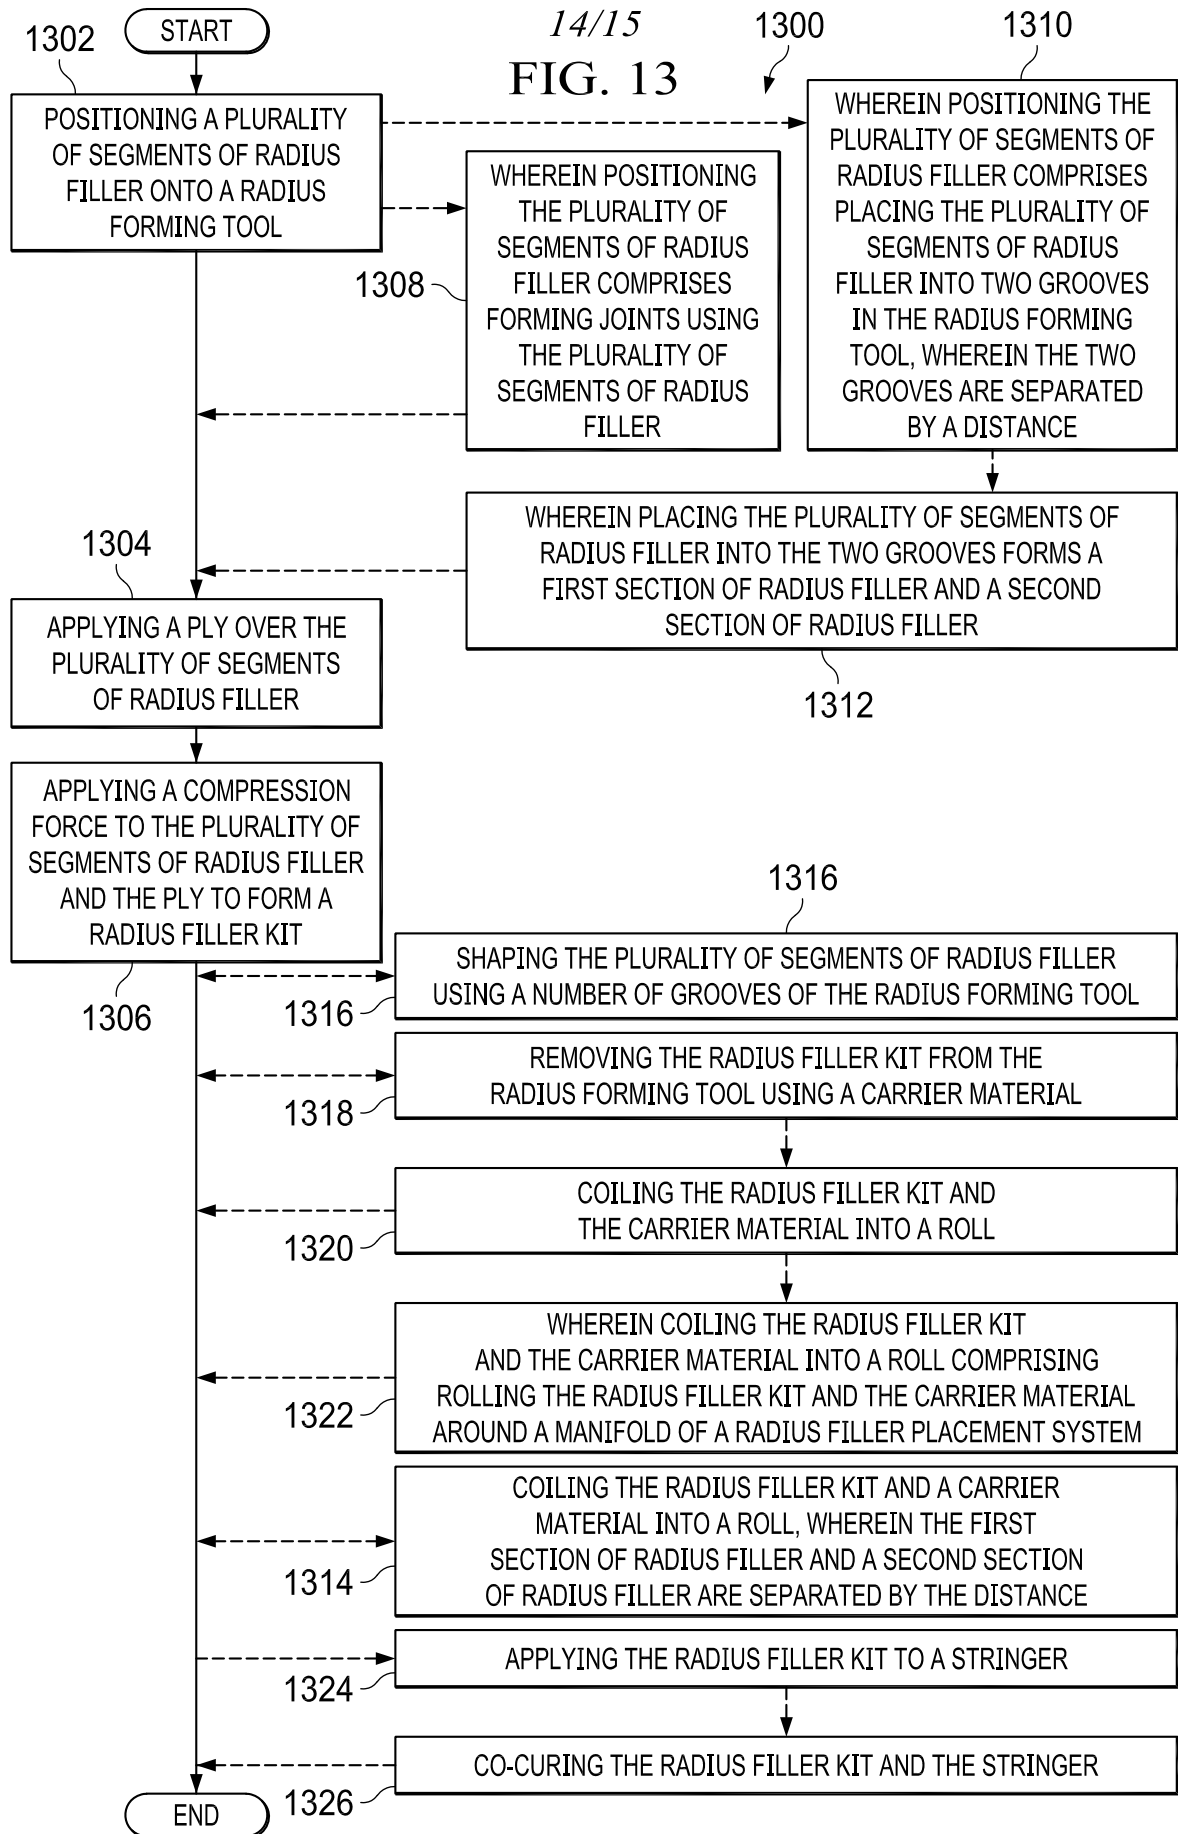 14/15
FIG. 13
1300
START
1302
POSITIONING A PLURALITY
OF SEGMENTS OF RADIUS
FILLER ONTO A RADIUS
FORMING TOOL
1308
WHEREIN POSITIONING
THE PLURALITY OF
SEGMENTS OF RADIUS
FILLER COMPRISES
FORMING JOINTS USING
THE PLURALITY OF
SEGMENTS OF RADIUS
FILLER
1310
WHEREIN POSITIONING THE
PLURALITY OF SEGMENTS OF
RADIUS FILLER COMPRISES
PLACING THE PLURALITY OF
SEGMENTS OF RADIUS
FILLER INTO TWO GROOVES
IN THE RADIUS FORMING
TOOL, WHEREIN THE TWO
GROOVES ARE SEPARATED
BY A DISTANCE
WHEREIN PLACING THE PLURALITY OF SEGMENTS OF
RADIUS FILLER INTO THE TWO GROOVES FORMS A
FIRST SECTION OF RADIUS FILLER AND A SECOND
SECTION OF RADIUS FILLER
1312
1304
APPLYING A PLY OVER THE
PLURALITY OF SEGMENTS
OF RADIUS FILLER
APPLYING A COMPRESSION
FORCE TO THE PLURALITY OF
SEGMENTS OF RADIUS FILLER
AND THE PLY TO FORM A
RADIUS FILLER KIT
1306
1316
SHAPING THE PLURALITY OF SEGMENTS OF RADIUS FILLER
USING A NUMBER OF GROOVES OF THE RADIUS FORMING TOOL
1316
REMOVING THE RADIUS FILLER KIT FROM THE
RADIUS FORMING TOOL USING A CARRIER MATERIAL
1318
COILING THE RADIUS FILLER KIT AND
THE CARRIER MATERIAL INTO A ROLL
1320
WHEREIN COILING THE RADIUS FILLER KIT
AND THE CARRIER MATERIAL INTO A ROLL COMPRISING
ROLLING THE RADIUS FILLER KIT AND THE CARRIER MATERIAL
AROUND A MANIFOLD OF A RADIUS FILLER PLACEMENT SYSTEM
1322
COILING THE RADIUS FILLER KIT AND A CARRIER
MATERIAL INTO A ROLL, WHEREIN THE FIRST
SECTION OF RADIUS FILLER AND A SECOND SECTION
OF RADIUS FILLER ARE SEPARATED BY THE DISTANCE
1314
APPLYING THE RADIUS FILLER KIT TO A STRINGER
1324
CO-CURING THE RADIUS FILLER KIT AND THE STRINGER
1326
END